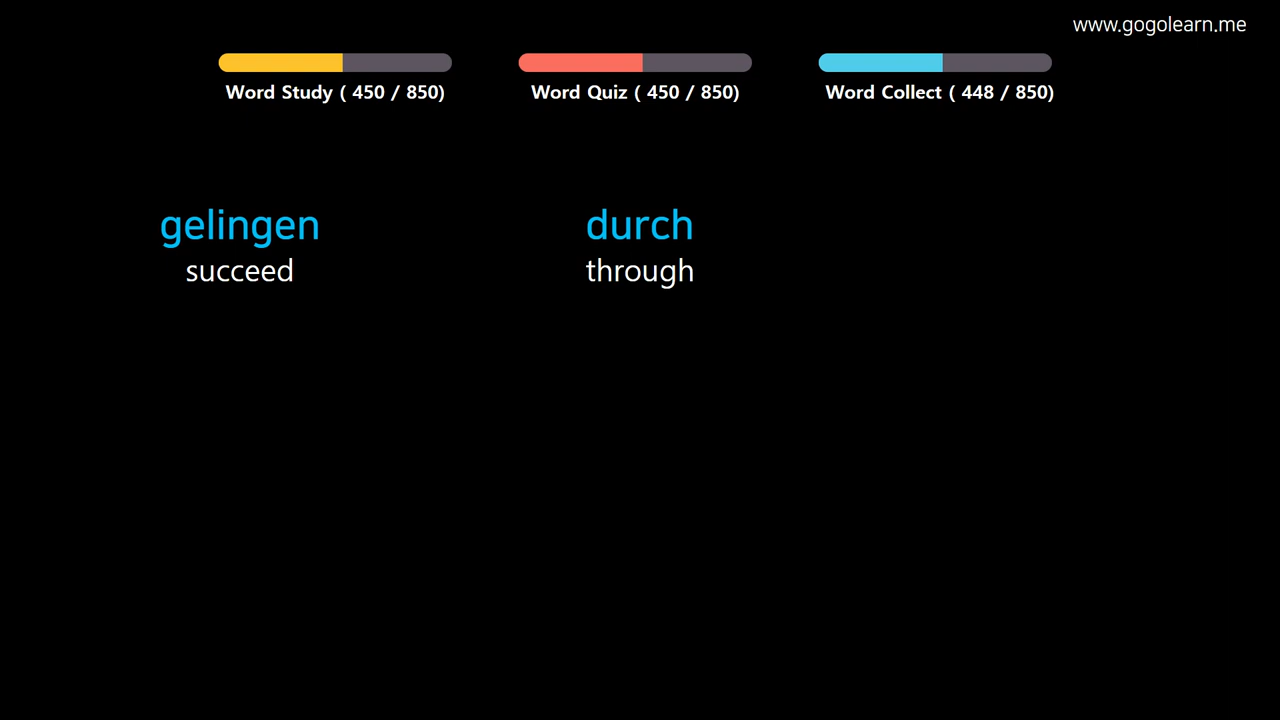 www.gogolearn.me
Word Study ( 450 / 850)
Word Quiz ( 450 / 850)
Word Collect ( 448 / 850)
gelingen
succeed
durch
through